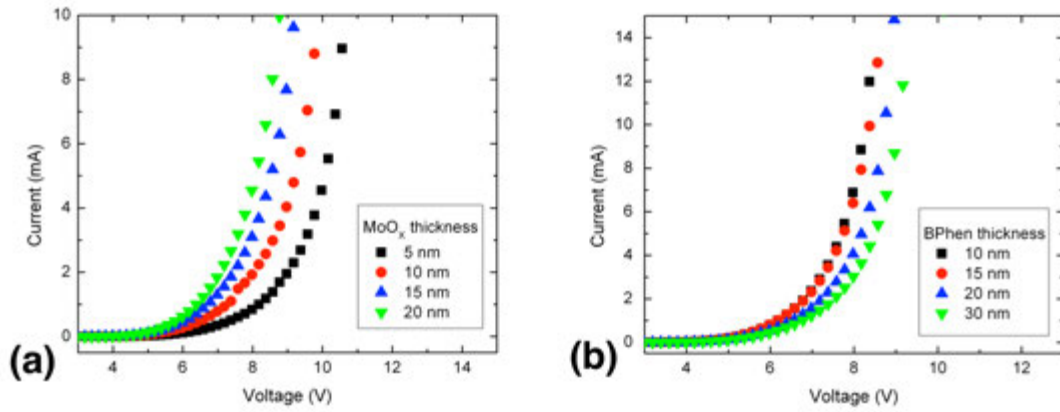 10
8
6
4
2
0
Current (mA)
MoOx thickness
5 nm
10 nm
15 nm
20 nm
4 6 8 10 12 14
Voltage (V)
(a)
14
12
10
8
6
4
2
0
Current (mA)
BPhen thickness
10 nm
15 nm
20 nm
30 nm
4 6 8 10 12
Voltage (V)
(b)